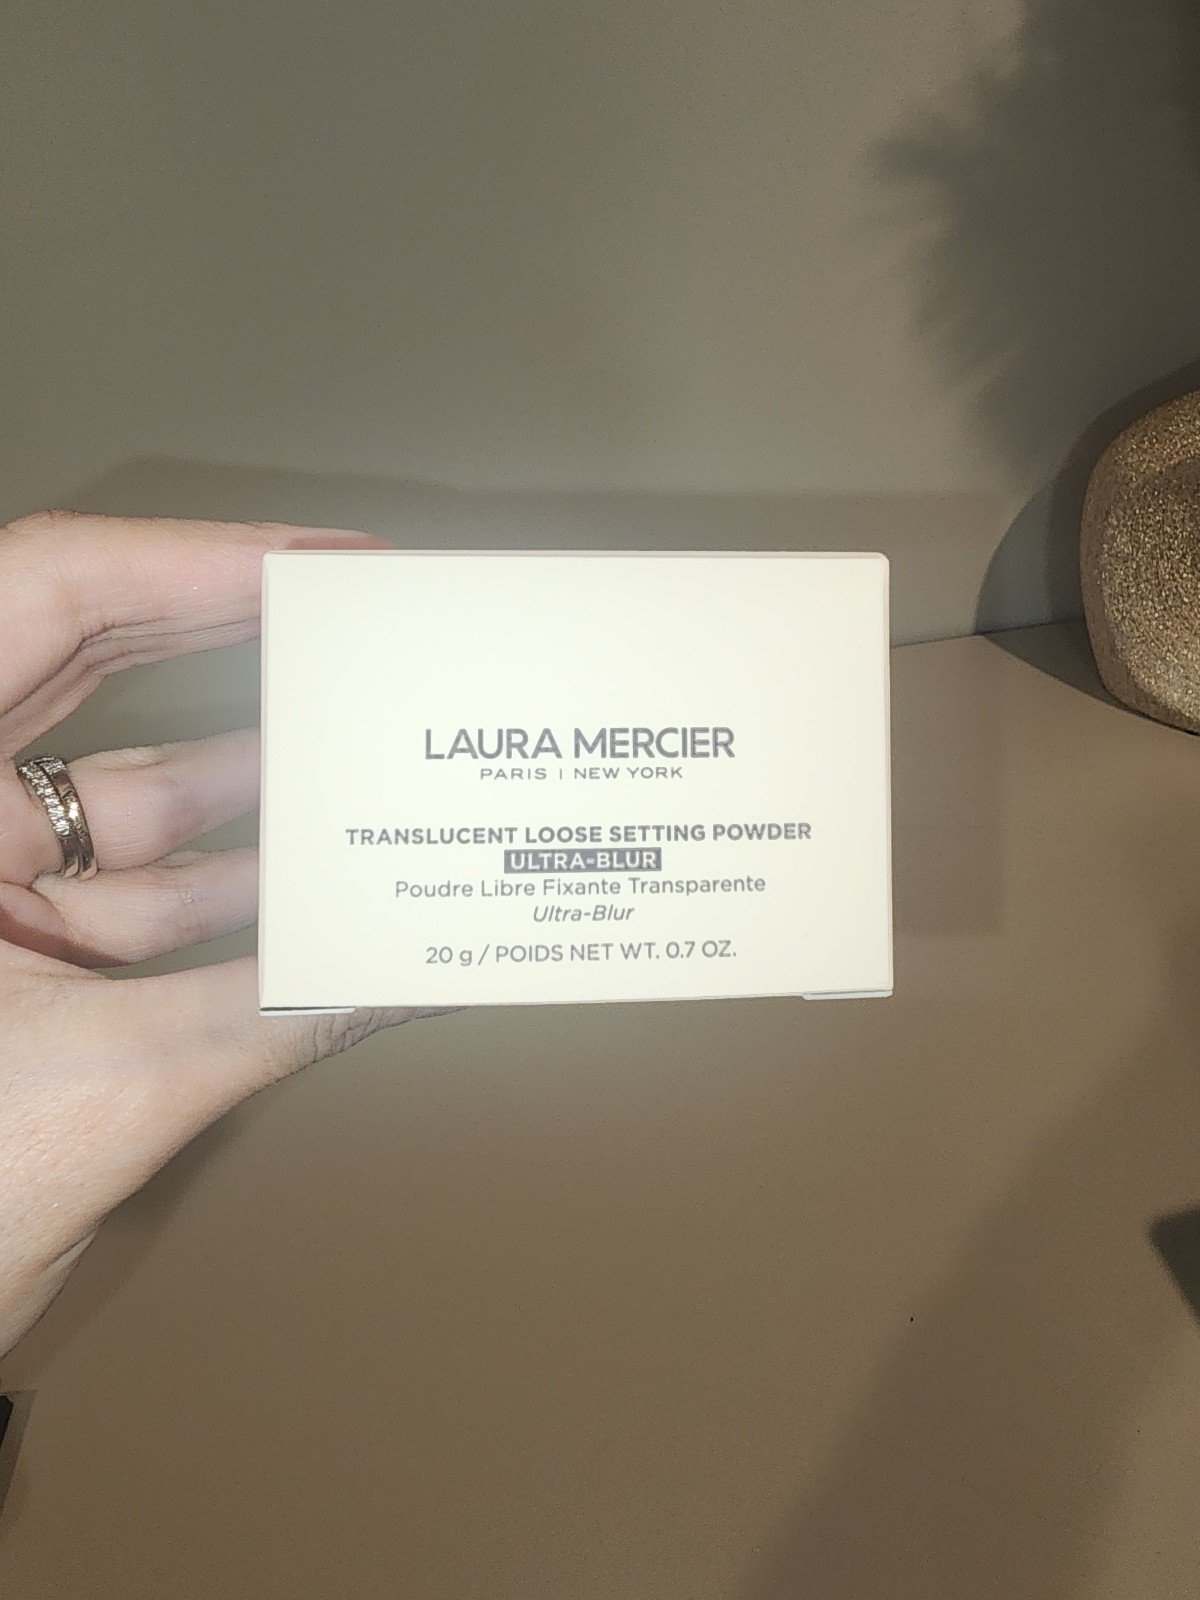 LAURA MERCIER
PARIS | NEW YORK
TRANSLUCENT LOOSE SETTING POWDER
ULTRA-BLUR
Poudre Libre Fixante Transparente
Ultra-Blur
20 g / POIDS NET WT. 0.7 OZ.